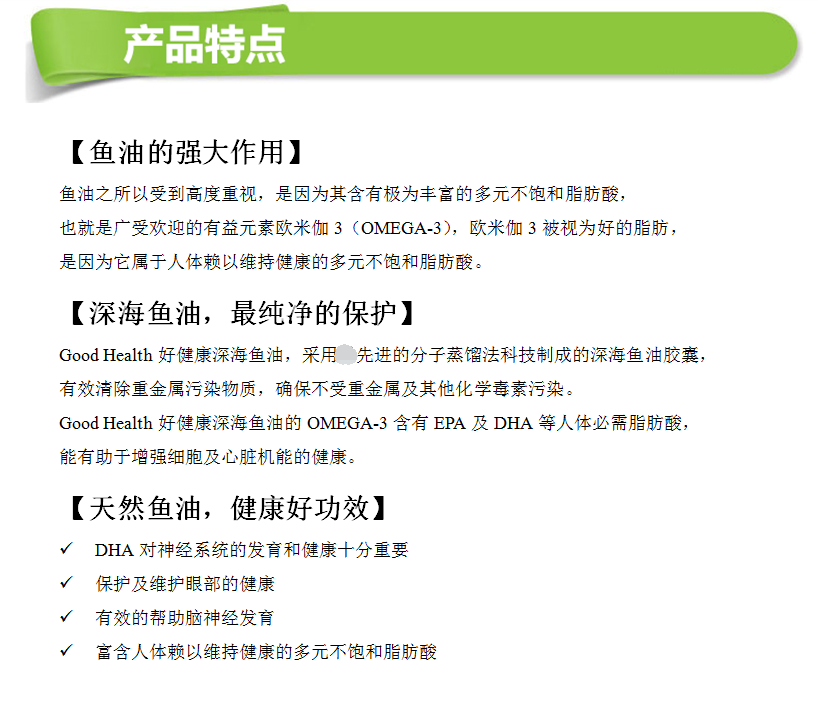 产品特点
【鱼油的强大作用】
鱼油之所以受到高度重视，是因为其含有极为丰富的多元不饱和脂肪酸，
也就是广受欢迎的有益元素欧米伽 3（OMEGA-3），欧米伽 3 被视为好的脂肪，
是因为它属于人体赖以维持健康的多元不饱和脂肪酸。
【深海鱼油，最纯净的保护】
Good Health 好健康深海鱼油，采用先进的分子蒸馏法科技制成的深海鱼油胶囊，
有效清除重金属污染物质，确保不受重金属及其他化学毒素污染。
Good Health 好健康深海鱼油的 OMEGA-3 含有 EPA 及 DHA 等人体必需脂肪酸，
能有助于增强细胞及心脏机能的健康。
【天然鱼油，健康好功效】
✓ DHA 对神经系统的发育和健康十分重要
✓ 保护及维护眼部的健康
✓ 有效的帮助脑神经发育
✓ 富含人体赖以维持健康的多元不饱和脂肪酸